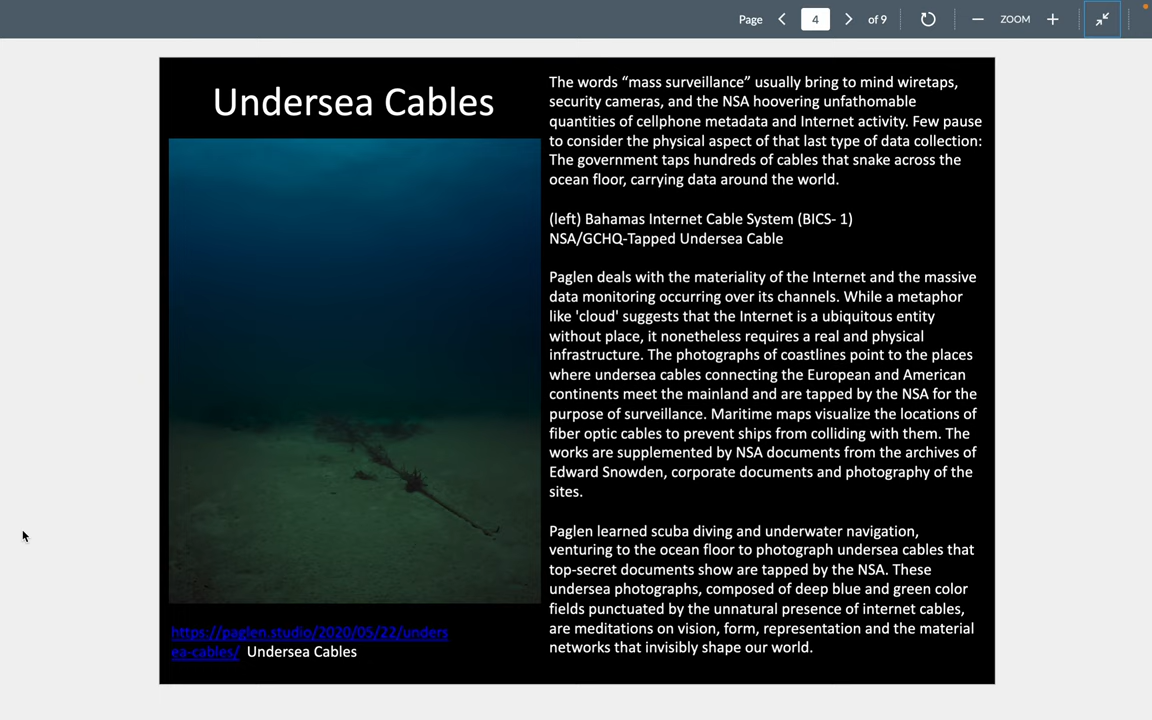 Page
4
of 9
ZOOM
Undersea Cables
https://paglen.studio/2020/05/22/unders
ea-cables/ Undersea Cables
The words “mass surveillance” usually bring to mind wiretaps,
security cameras, and the NSA hoovering unfathomable
quantities of cellphone metadata and Internet activity. Few pause
to consider the physical aspect of that last type of data collection:
The government taps hundreds of cables that snake across the
ocean floor, carrying data around the world.
(left) Bahamas Internet Cable System (BICS- 1)
NSA/GCHQ-Tapped Undersea Cable
Paglen deals with the materiality of the Internet and the massive
data monitoring occurring over its channels. While a metaphor
like 'cloud' suggests that the Internet is a ubiquitous entity
without place, it nonetheless requires a real and physical
infrastructure. The photographs of coastlines point to the places
where undersea cables connecting the European and American
continents meet the mainland and are tapped by the NSA for the
purpose of surveillance. Maritime maps visualize the locations of
fiber optic cables to prevent ships from colliding with them. The
works are supplemented by NSA documents from the archives of
Edward Snowden, corporate documents and photography of the
sites.
Paglen learned scuba diving and underwater navigation,
venturing to the ocean floor to photograph undersea cables that
top-secret documents show are tapped by the NSA. These
undersea photographs, composed of deep blue and green color
fields punctuated by the unnatural presence of internet cables,
are meditations on vision, form, representation and the material
networks that invisibly shape our world.